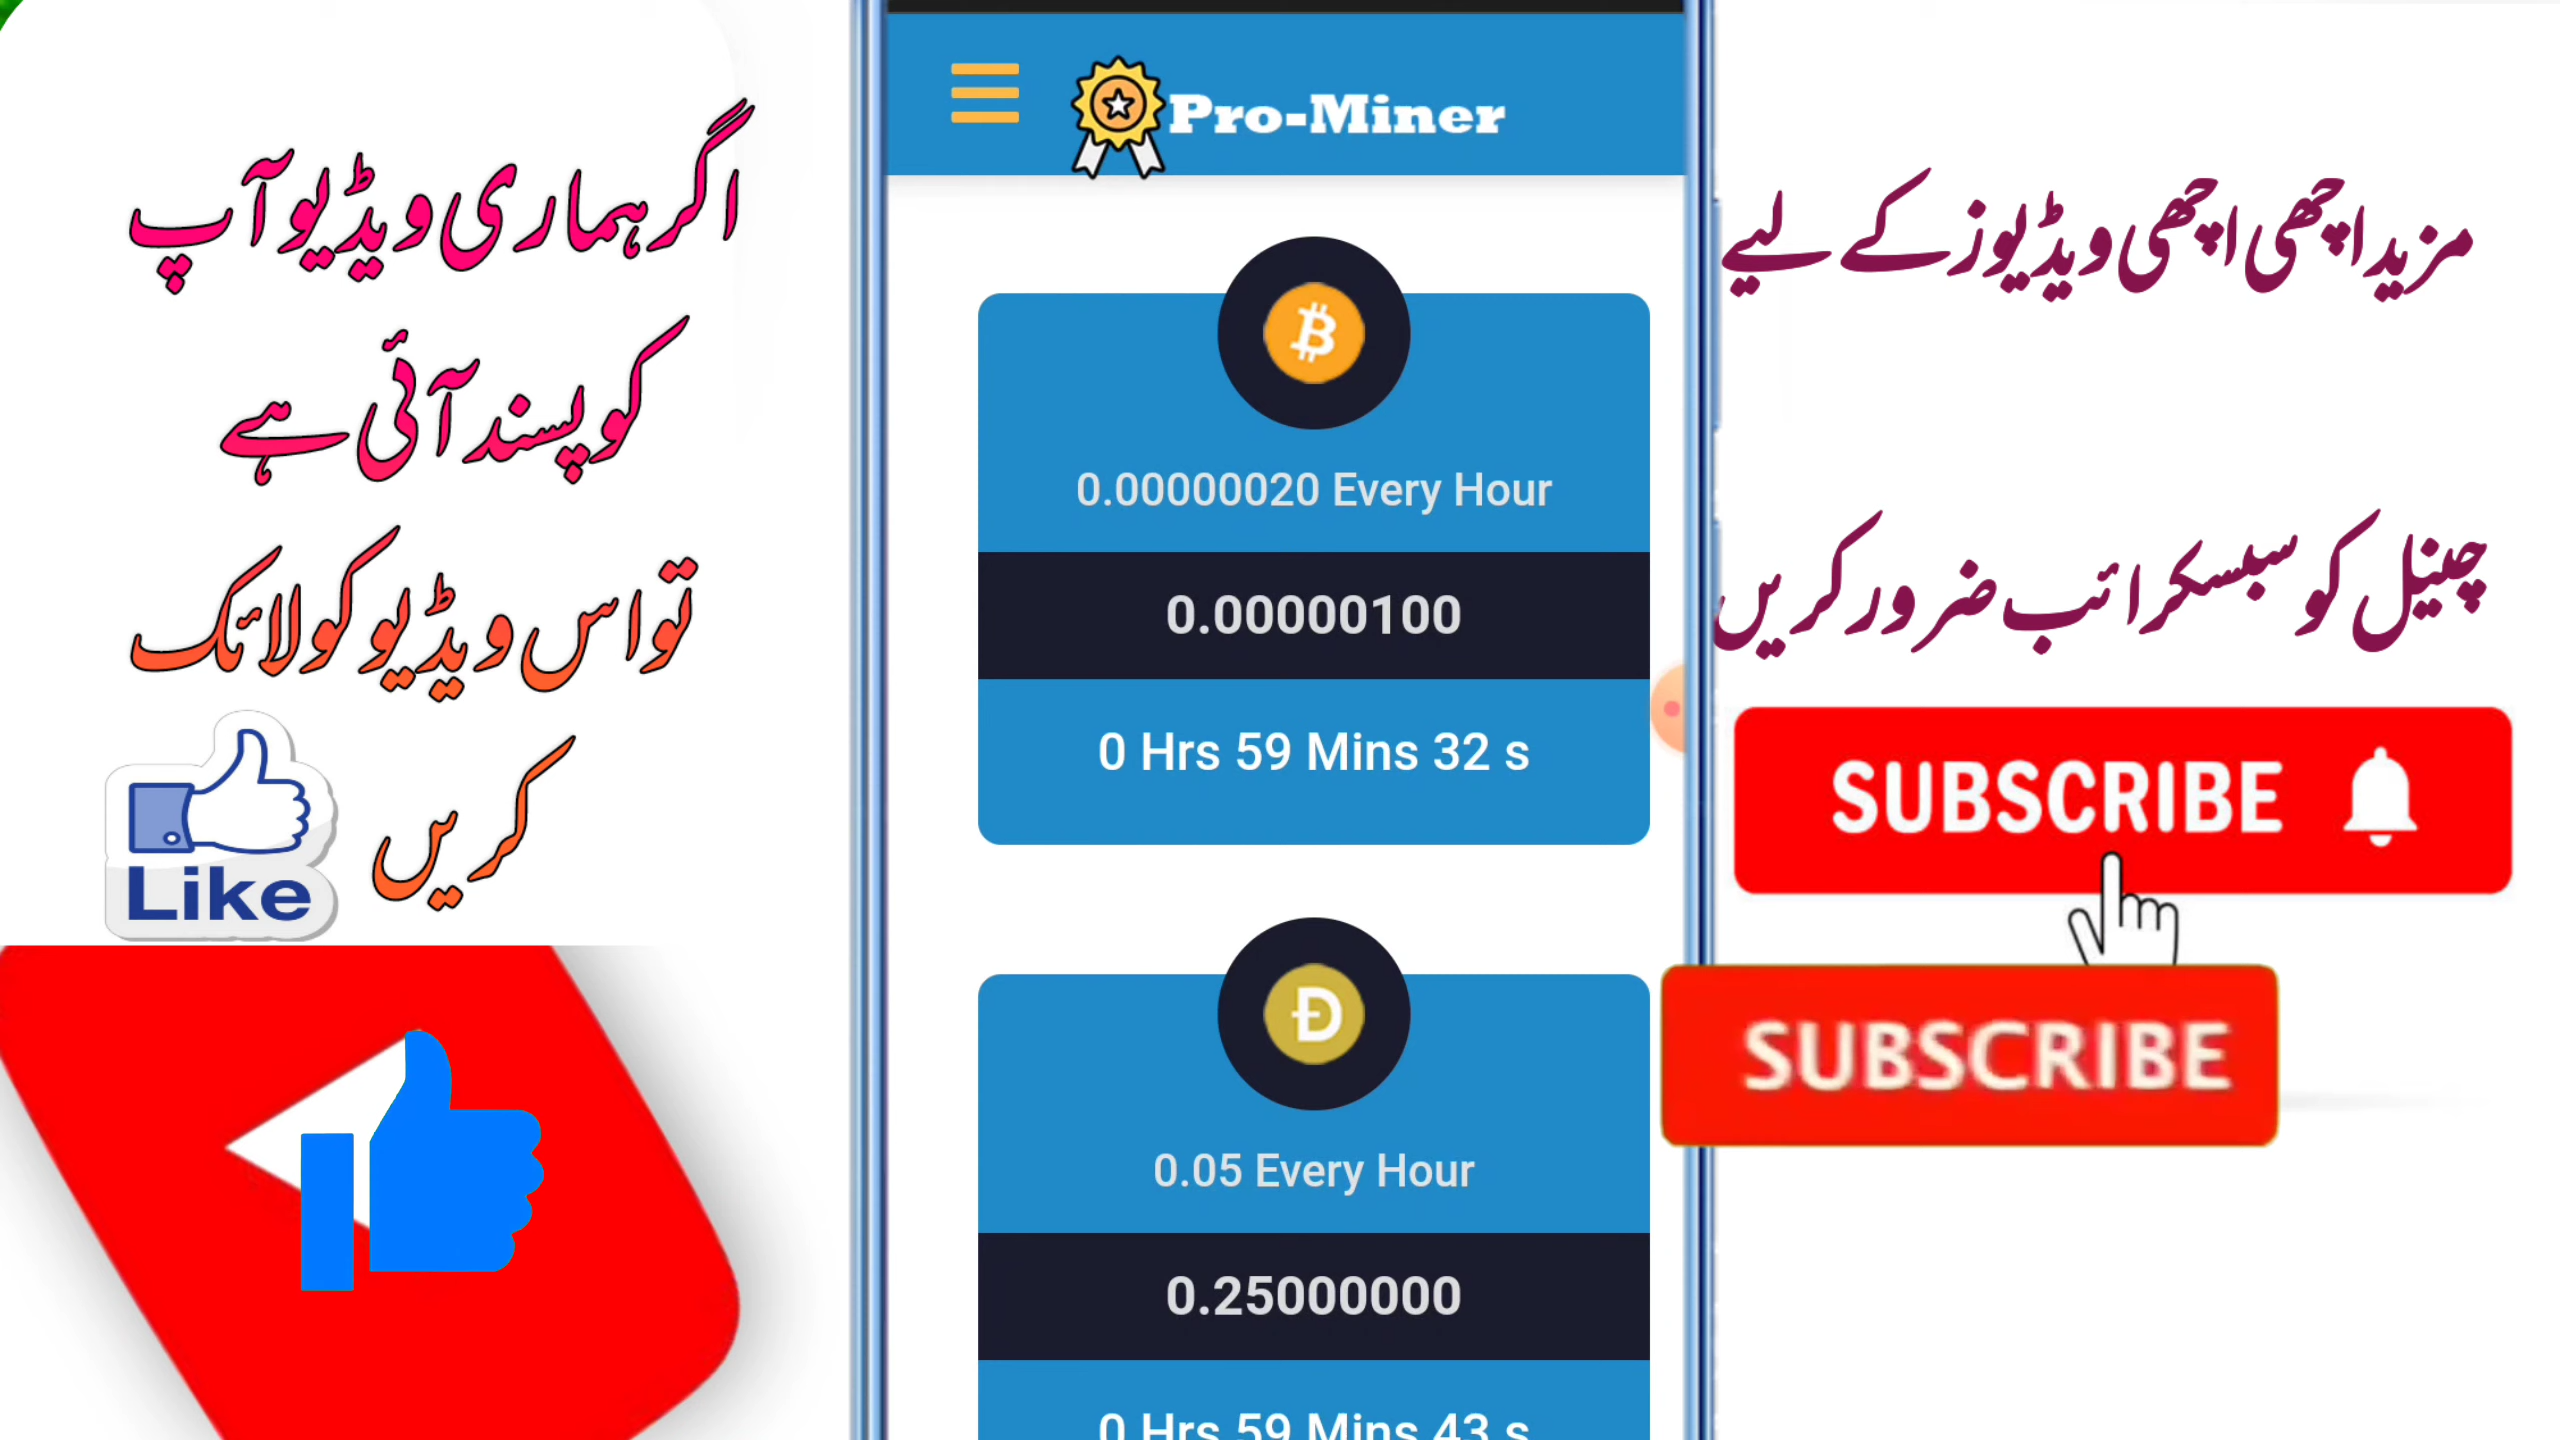 اگر ہماری ویڈیو آپ
کو پسند آئی ہے
تو اس ویڈیو کو لائک
کریں
Like
Pro-Miner
0.00000020 Every Hour
0.00000100
0 Hrs 59 Mins 32 s
0.05 Every Hour
0.25000000
0 Hrs 59 Mins 43 s
مزید اچھی اچھی ویڈیوز کے لیے
چینیل کو سبسکرائب ضرور کریں
SUBSCRIBE
SUBSCRIBE